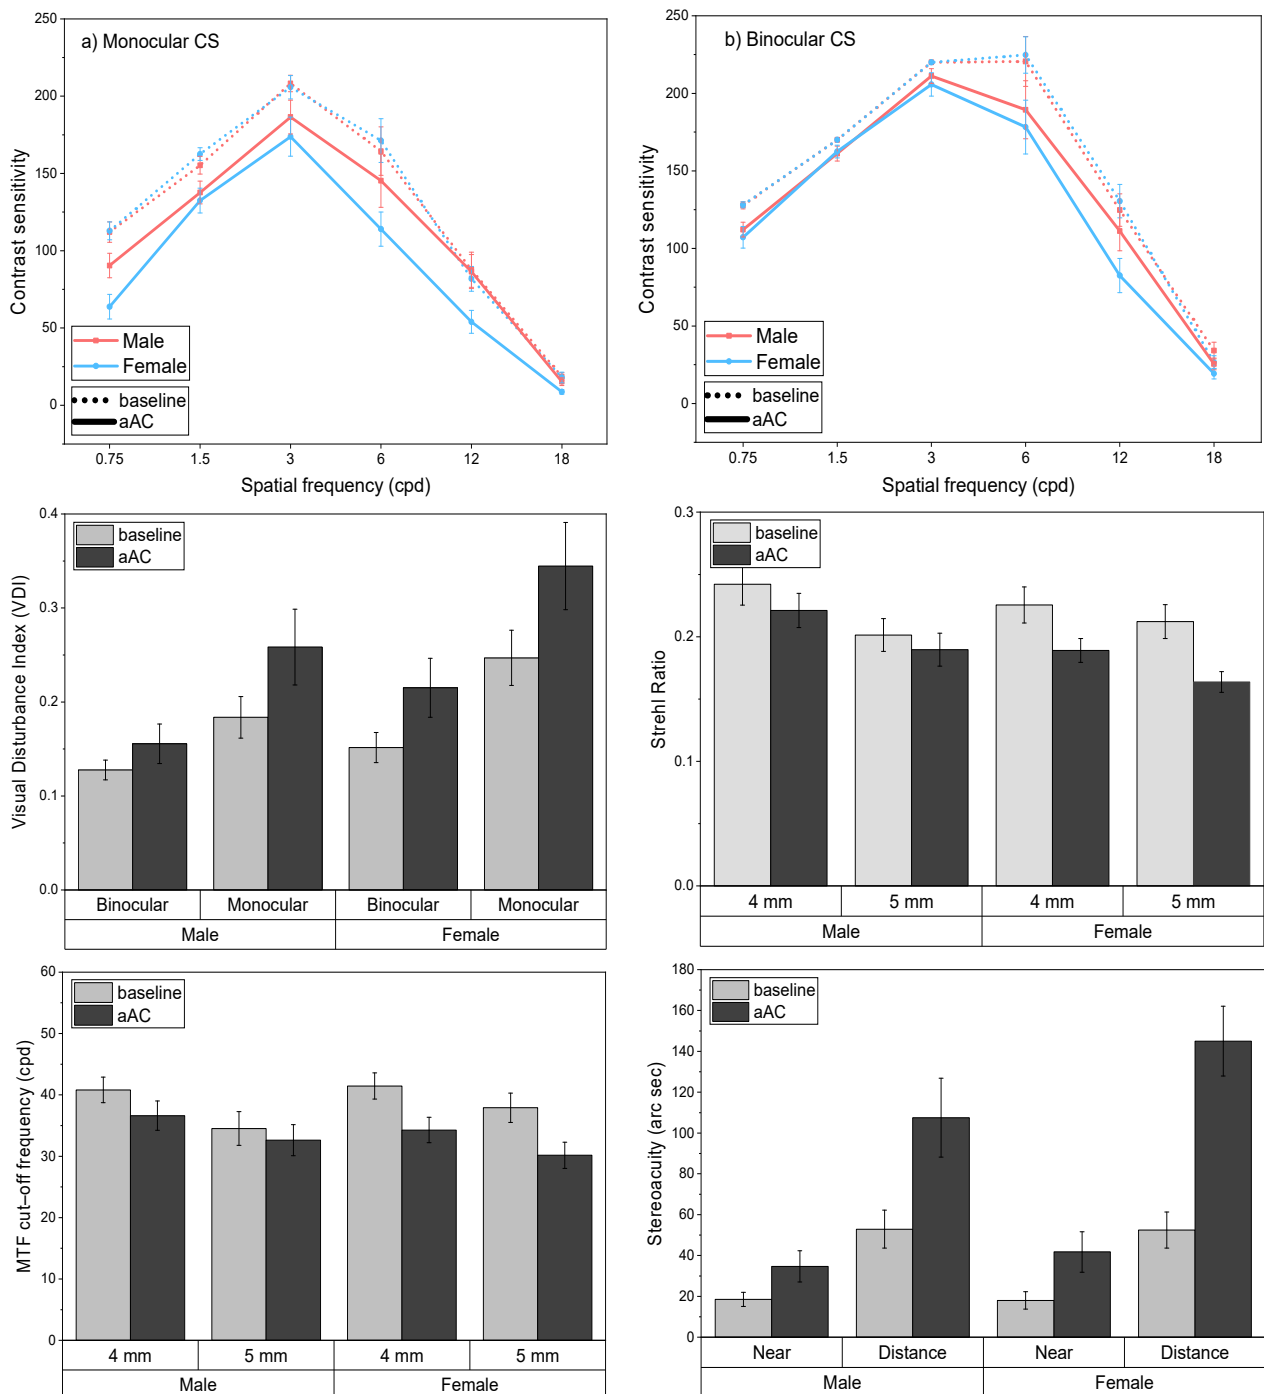 a) Monocular CS
250
200
150
100
50
0
Contrast sensitivity
Male
Female
baseline
aAC
0.75 1.5 3 6 12 18
Spatial frequency (cpd)
b) Binocular CS
250
200
150
100
50
0
Contrast sensitivity
Male
Female
baseline
aAC
0.75 1.5 3 6 12 18
Spatial frequency (cpd)
0.4
0.3
0.2
0.1
0.0
Visual Disturbance Index (VDI)
baseline
aAC
Binocular Monocular Binocular Monocular
Male Female
0.3
0.2
0.1
0.0
Strehl Ratio
baseline
aAC
4 mm 5 mm 4 mm 5 mm
Male Female
60
50
40
30
20
10
0
MTF cut–off frequency (cpd)
baseline
aAC
4 mm 5 mm 4 mm 5 mm
Male Female
180
160
140
120
100
80
60
40
20
0
Stereoacuity (arc sec)
baseline
aAC
Near Distance Near Distance
Male Female